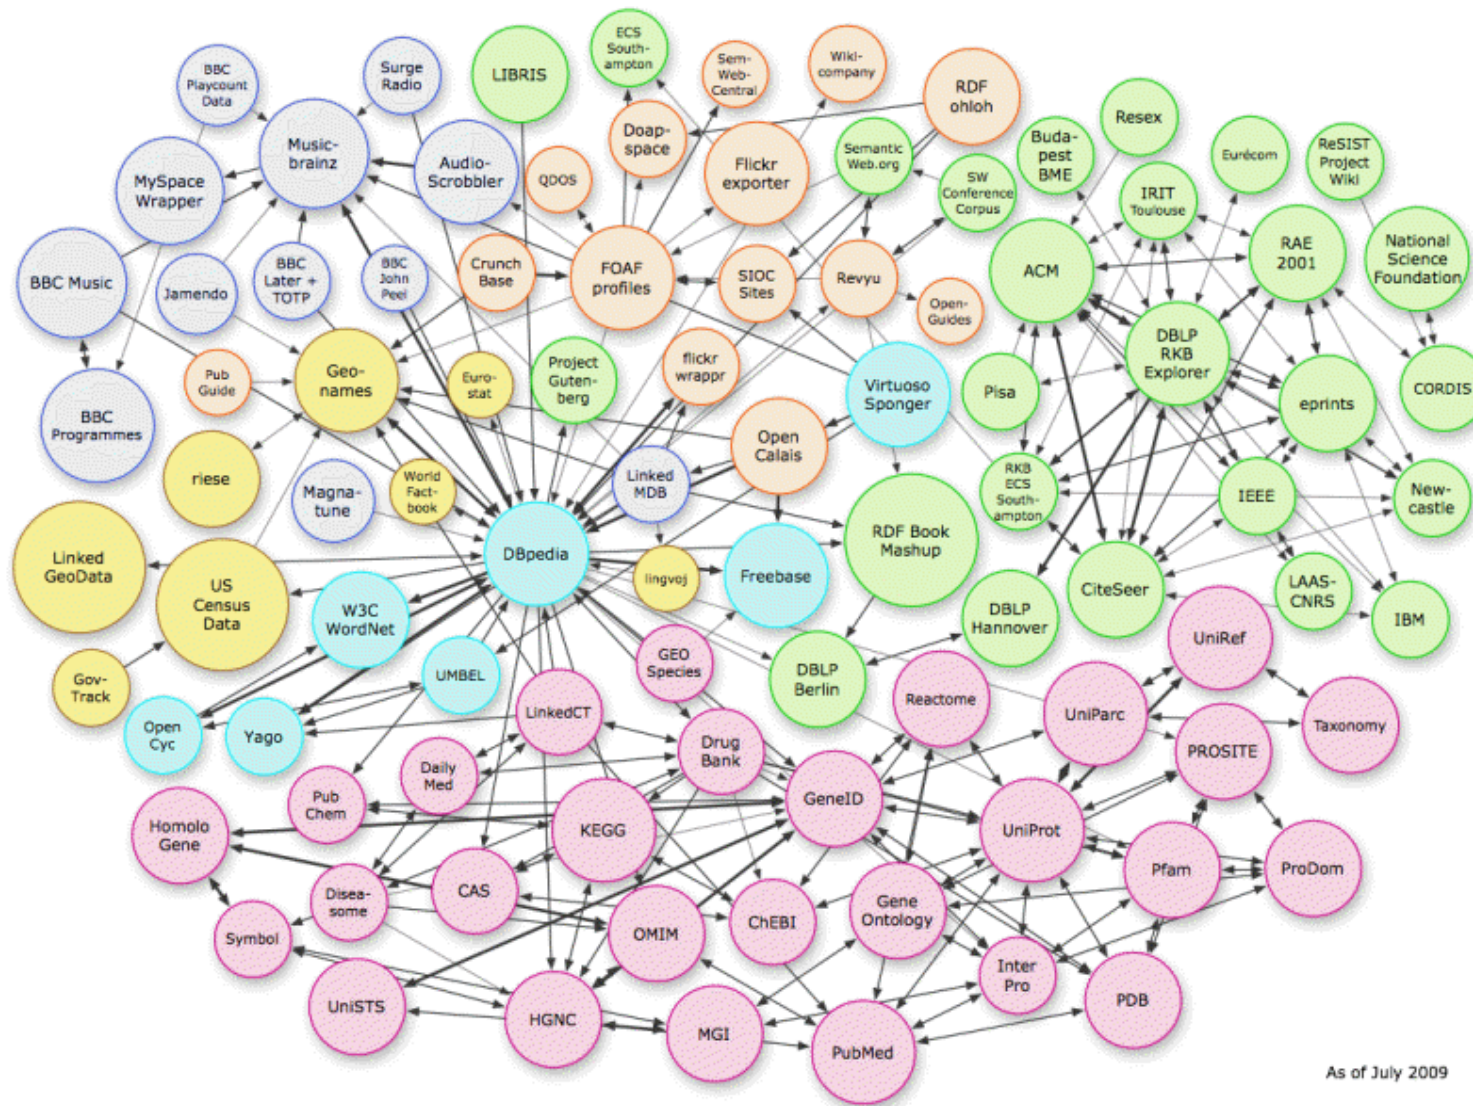 BBC
Playcount
Data
Surge
Radio
LIBRIS
ECS
South-
ampton
Sem-
Web-
Central
Wiki-
company
RDF
ohloh
Music-
brainz
MySpace
Wrapper
Audio-
Scrobbler
QDOS
Doap-
space
Flickr
exporter
Semantic
Web.org
SW
Conference
Corpus
Buda-
pest
BME
Resex
Eurécom
ReSIST
Project
Wiki
IRIT
Toulouse
BBC Music
Jamendo
BBC
Later +
TOTP
BBC
John
Peel
Crunch
Base
FOAF
profiles
SIOC
Sites
Revyu
Open-
Guides
ACM
RAE
2001
National
Science
Foundation
DBLP
RKB
Explorer
Pub
Guide
Geo-
names
Euro-
stat
Project
Guten-
berg
flickr
wrappr
Virtuoso
Sponger
Pisa
eprints
CORDIS
BBC
Programmes
riese
Magna-
tune
World
Fact-
book
Linked
MDB
Open
Calais
RKB
ECS
South-
ampton
IEEE
New-
castle
Linked
GeoData
US
Census
Data
W3C
WordNet
DBpedia
lingvoj
Freebase
RDF Book
Mashup
DBLP
Hannover
CiteSeer
LAAS-
CNRS
IBM
Gov-
Track
Open
Cyc
Yago
UMBEL
GEO
Species
DBLP
Berlin
Reactome
UniParc
UniRef
Taxonomy
PROSITE
LinkedCT
Daily
Med
Drug
Bank
Pub
Chem
Homolo
Gene
KEGG
GeneID
UniProt
Pfam
ProDom
Disea-
some
CAS
Symbol
OMIM
ChEBI
Gene
Ontology
Inter
Pro
PDB
UniSTS
HGNC
MGI
PubMed
As of July 2009